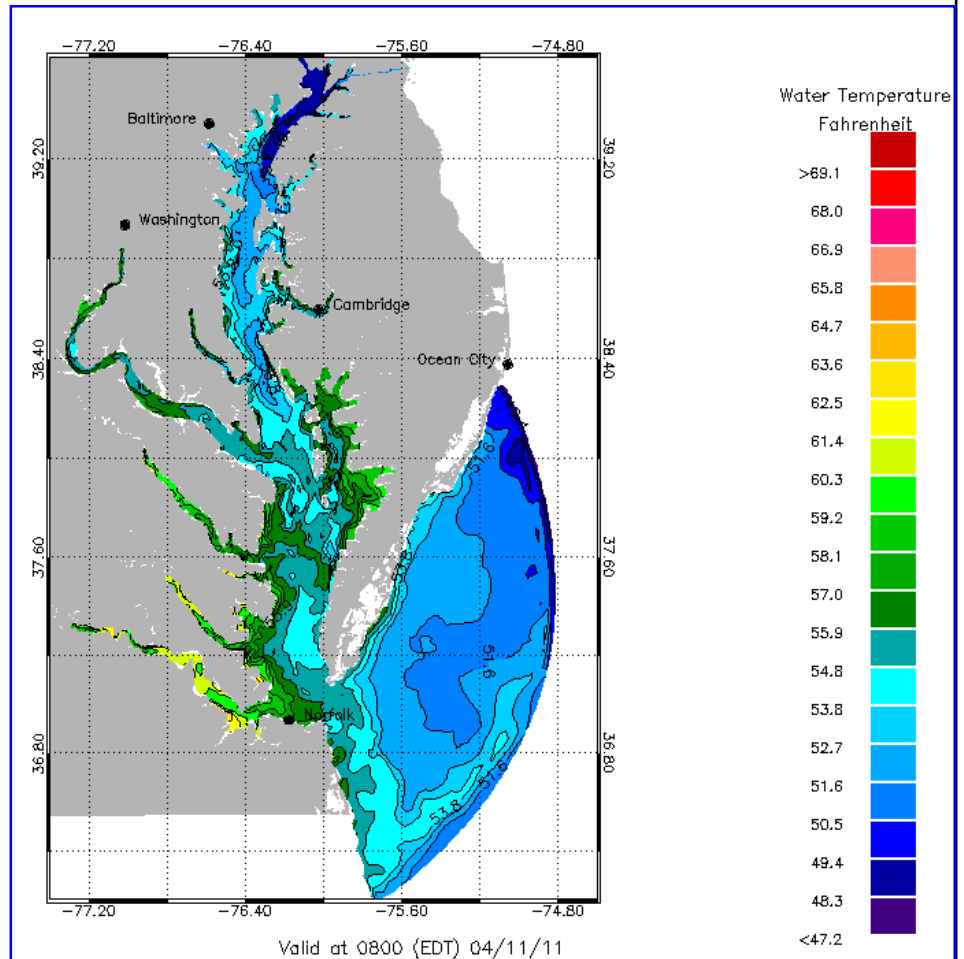 −77.20 −76.40 −75.60 −74.80
Water Temperature
Fahrenheit
Baltimore
39.20 39.20
>69.1
68.0
Washington
66.9
65.8
Cambridge
64.7
Ocean City
38.40 38.40
63.6
62.5
51.6
61.4
60.3
59.2
37.60 37.60
58.1
57.0
55.9
51.6
54.8
Norfolk
53.8
36.80 36.80
52.7
51.6
51.6
53.8
50.5
49.4
48.3
−77.20 −76.40 −75.60 −74.80
<47.2
Valid at 0800 (EDT) 04/11/11